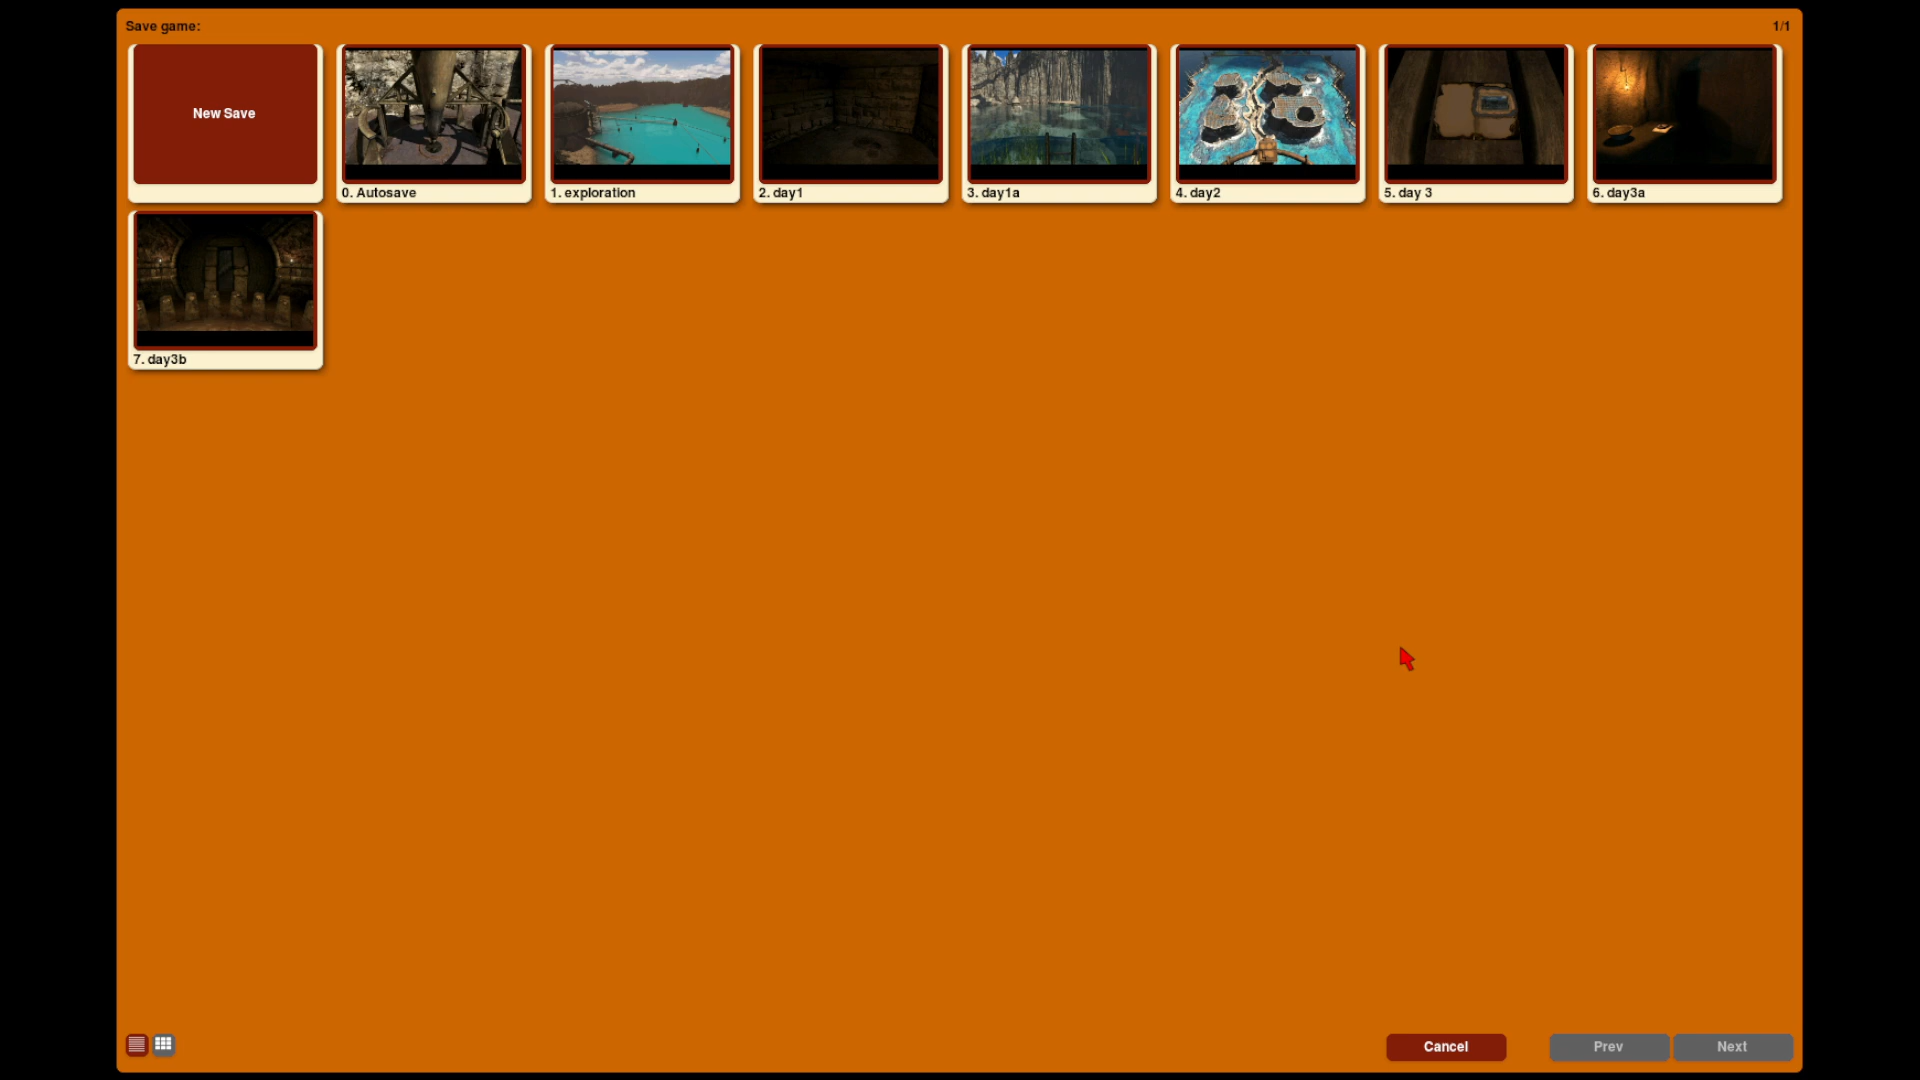 Save game:
1/1
New Save
0. Autosave
1. exploration
2. day1
3. day1a
4. day2
5. day 3
6. day3a
7. day3b
Cancel
Prev
Next